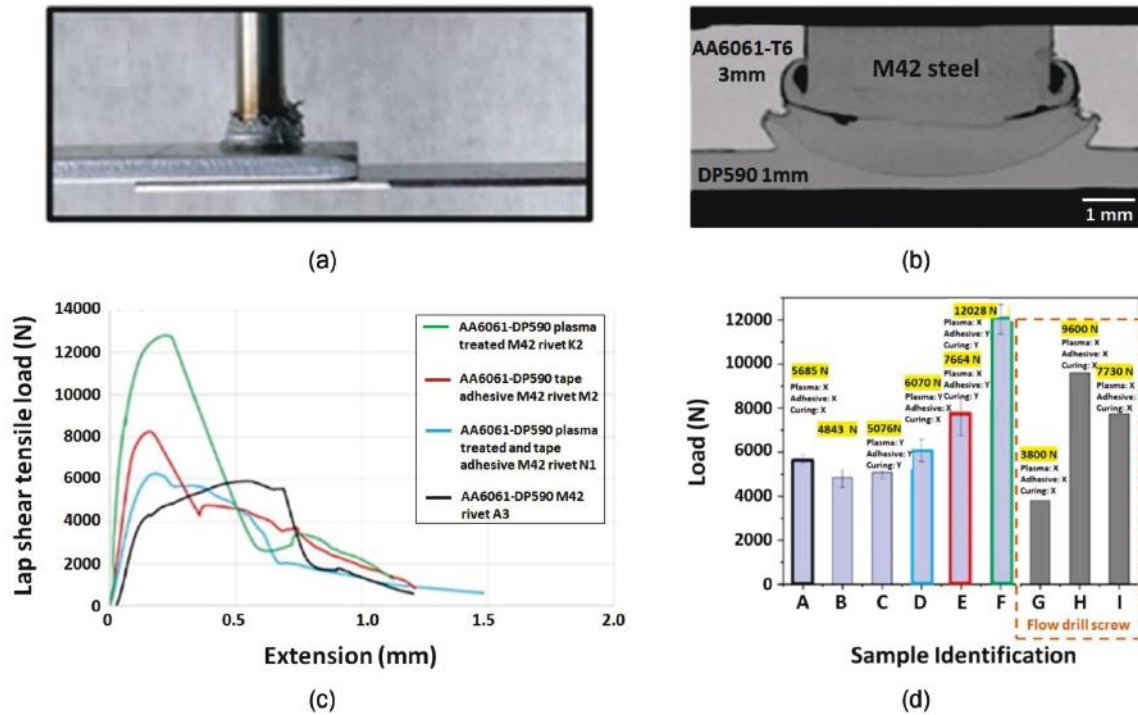 (a)
AA6061-T6
3mm
M42 steel
DP590 1mm
1 mm
(b)
Lap shear tensile load (N)
14000
12000
10000
8000
6000
4000
2000
0
0
0.5
1.0
1.5
2.0
Extension (mm)
AA6061-DP590 plasma
treated M42 rivet K2
AA6061-DP590 tape
adhesive M42 rivet M2
AA6061-DP590 plasma
treated and tape
adhesive M42 rivet N1
AA6061-DP590 M42
rivet A3
(c)
Load (N)
12000
10000
8000
6000
4000
2000
0
5685 N
Plasma: X
Adhesive: X
Curing: X
4843 N
5076N
Plasma: Y
Adhesive: Y
Curing: Y
6070 N
Plasma: Y
Adhesive: X
Curing: X
7664 N
Plasma: X
Adhesive: Y
Curing: X
12028 N
Plasma: X
Adhesive: Y
Curing: Y
3800 N
Plasma: X
Adhesive: X
Curing: X
9600 N
Plasma: X
Adhesive: X
Curing: X
7730 N
Plasma: X
Adhesive: X
Curing: X
A
B
C
D
E
F
G
H
I
Flow drill screw
Sample Identification
(d)